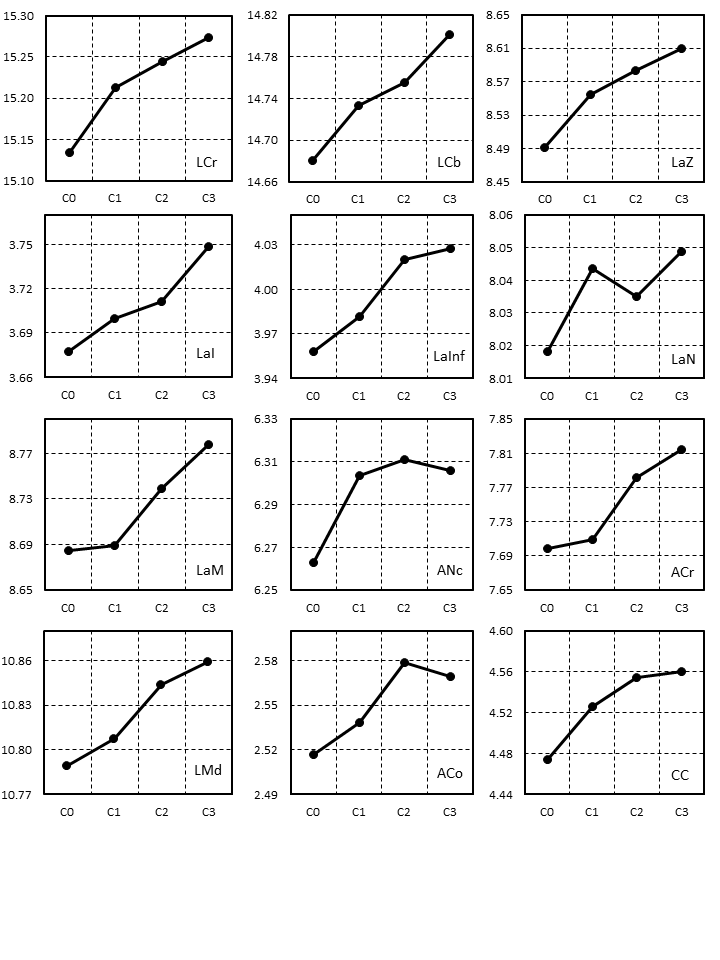 15.30
15.25
15.20
15.15
15.10
LCr
C0 C1 C2 C3
14.82
14.78
14.74
14.70
14.66
LCb
C0 C1 C2 C3
8.65
8.61
8.57
8.53
8.49
8.45
LaZ
C0 C1 C2 C3
3.75
3.72
3.69
3.66
LaI
C0 C1 C2 C3
4.03
4.00
3.97
3.94
LaInf
C0 C1 C2 C3
8.06
8.05
8.04
8.03
8.02
8.01
LaN
C0 C1 C2 C3
8.77
8.73
8.69
8.65
LaM
C0 C1 C2 C3
6.33
6.31
6.29
6.27
6.25
ANc
C0 C1 C2 C3
7.85
7.81
7.77
7.73
7.69
7.65
ACr
C0 C1 C2 C3
10.86
10.83
10.80
10.77
LMd
C0 C1 C2 C3
2.58
2.55
2.52
2.49
ACo
C0 C1 C2 C3
4.60
4.56
4.52
4.48
4.44
CC
C0 C1 C2 C3